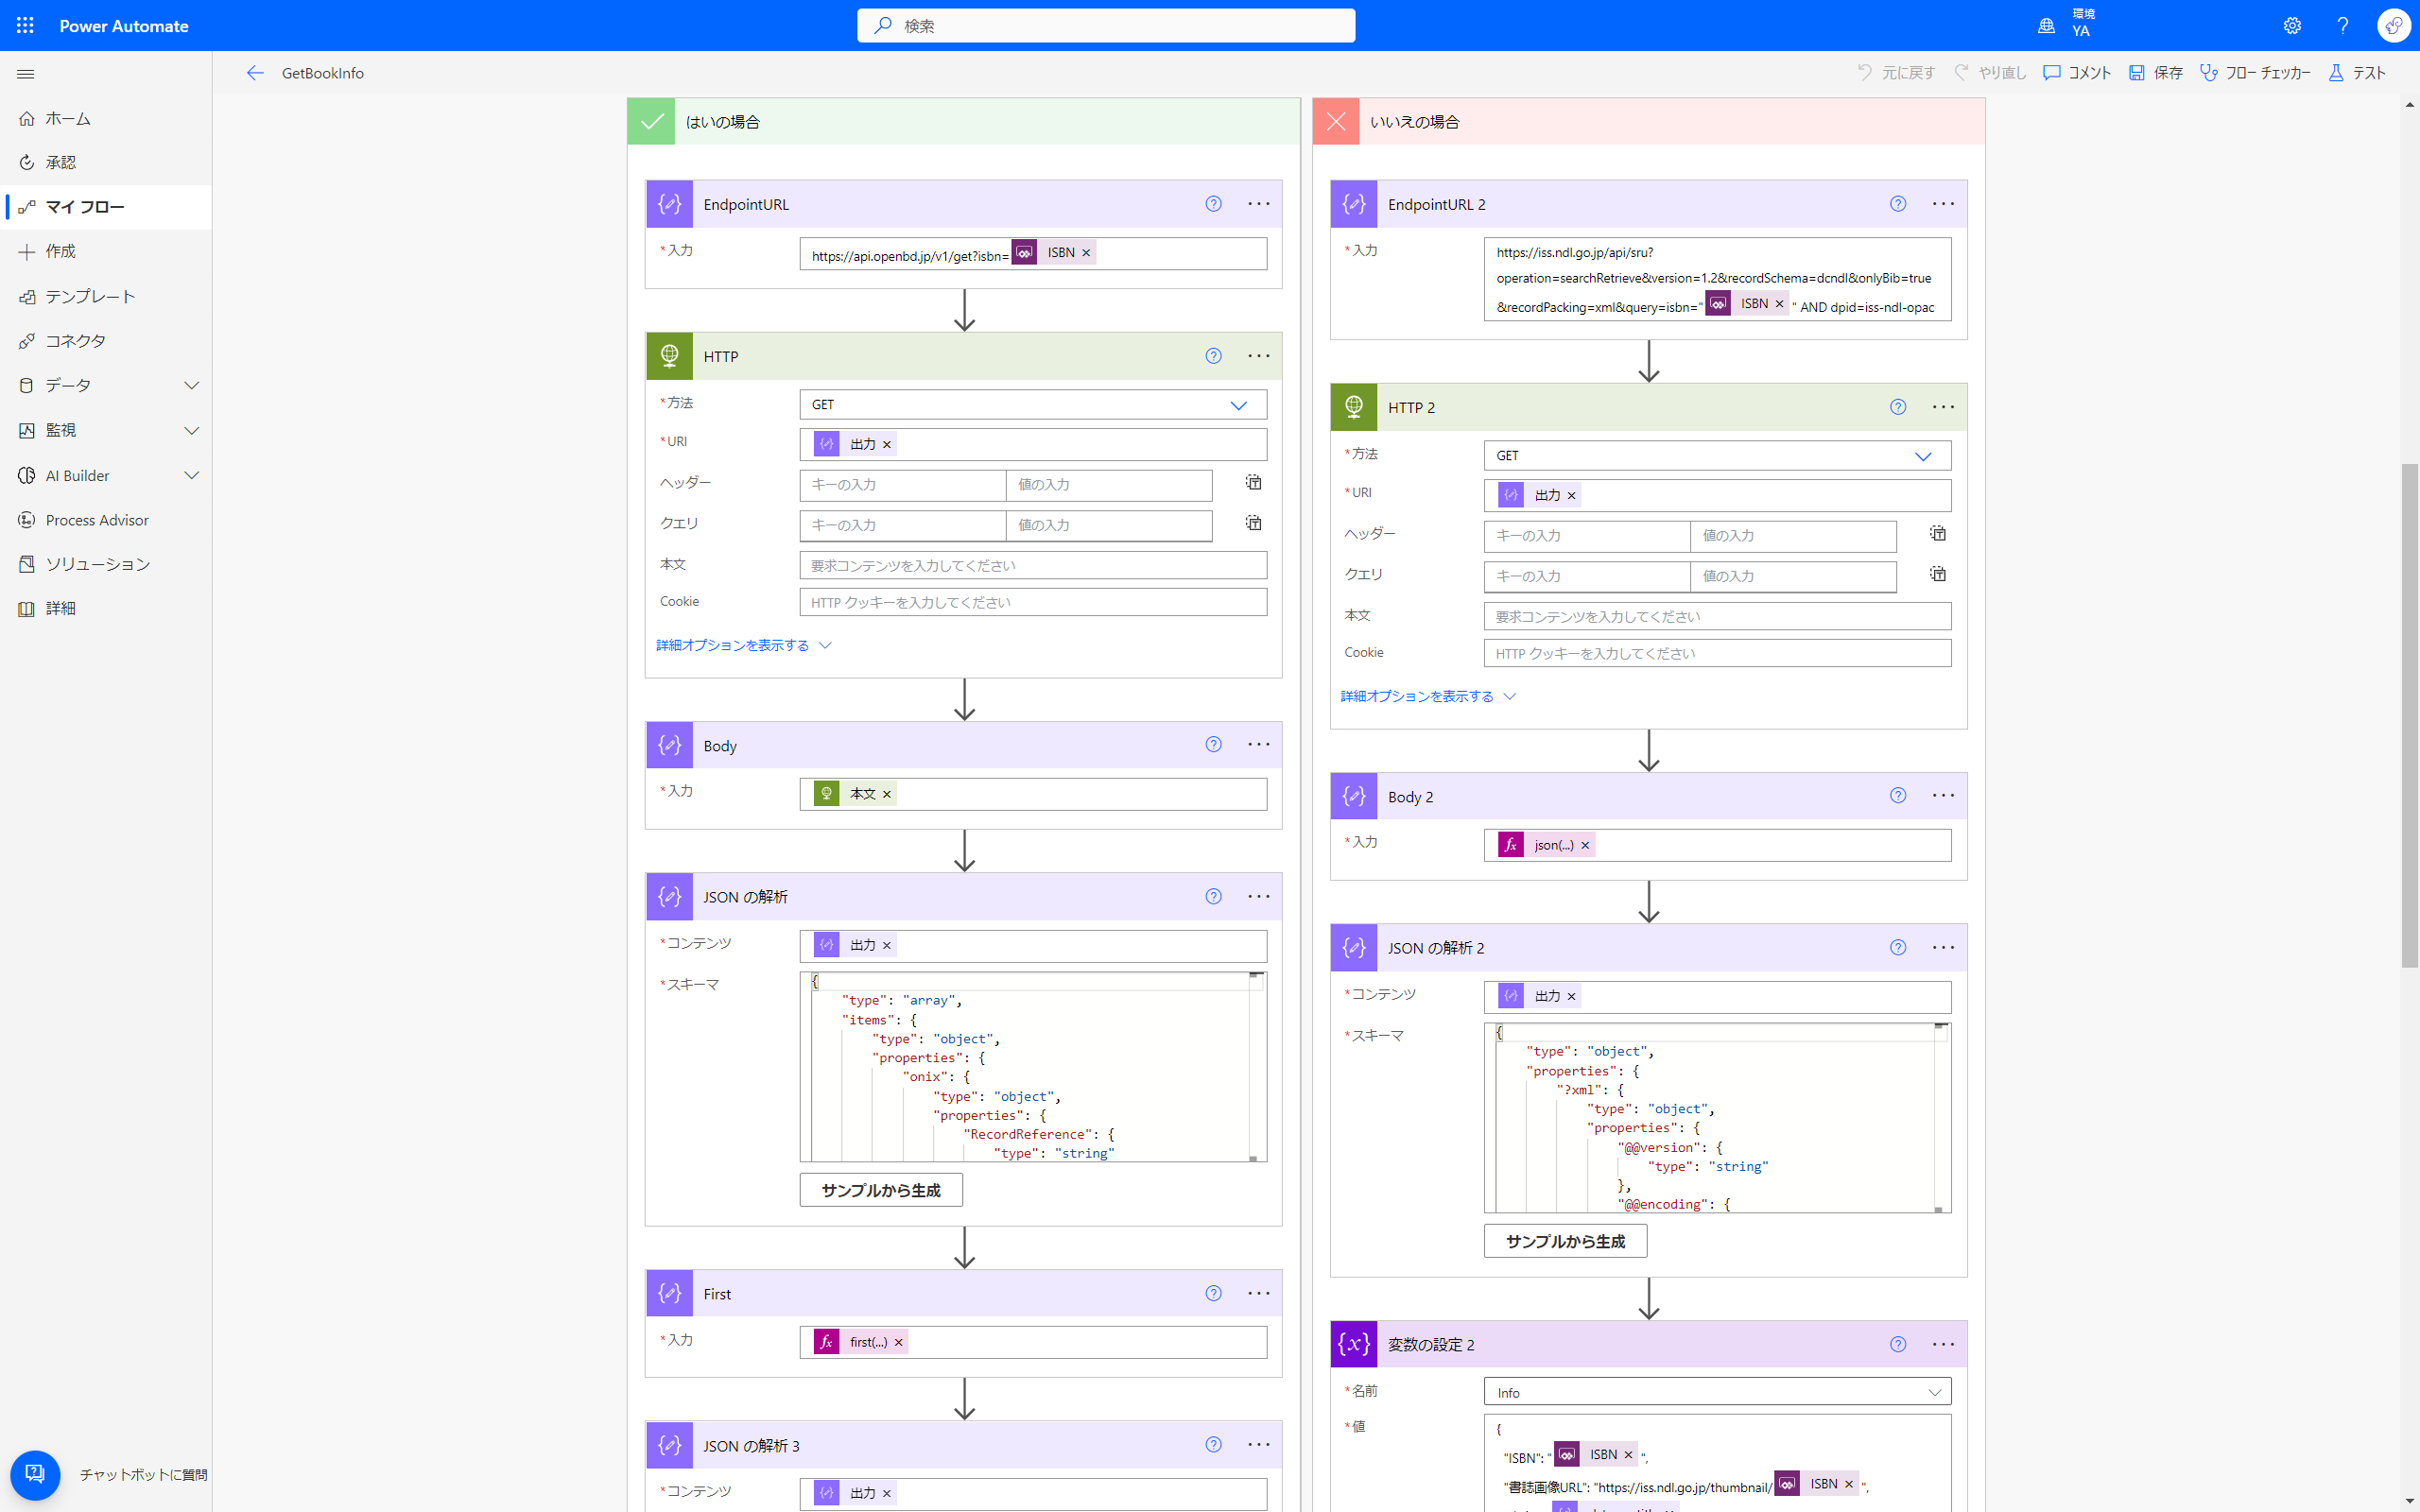 Power Automate
検索
環境
YA
GetBookInfo
元に戻す
やり直し
コメント
保存
フロー チェッカー
テスト
ホーム
承認
マイ フロー
作成
テンプレート
コネクタ
データ
監視
AI Builder
Process Advisor
ソリューション
詳細
チャットボットに質問
はいの場合
EndpointURL
*入力
https://api.openbd.jp/v1/get?isbn= ISBN ×
HTTP
*方法
GET
*URI
出力 ×
ヘッダー
キーの入力
値の入力
クエリ
キーの入力
値の入力
本文
要求コンテンツを入力してください
Cookie
HTTP クッキーを入力してください
詳細オプションを表示する
Body
*入力
本文 ×
JSON の解析
*コンテンツ
出力 ×
*スキーマ
{
"type": "array",
"items": {
"type": "object",
"properties": {
"onix": {
"type": "object",
"properties": {
"RecordReference": {
"type": "string"
サンプルから生成
First
*入力
fx first(...) ×
JSON の解析 3
*コンテンツ
出力 ×
いいえの場合
EndpointURL 2
*入力
https://iss.ndl.go.jp/api/sru?
operation=searchRetrieve&version=1.2&recordSchema=dcndl&onlyBib=true
&recordPacking=xml&query=isbn=" ISBN × " AND dpid=iss-ndl-opac
HTTP 2
*方法
GET
*URI
出力 ×
ヘッダー
キーの入力
値の入力
クエリ
キーの入力
値の入力
本文
要求コンテンツを入力してください
Cookie
HTTP クッキーを入力してください
詳細オプションを表示する
Body 2
*入力
fx json(...) ×
JSON の解析 2
*コンテンツ
出力 ×
*スキーマ
{
"type": "object",
"properties": {
"?xml": {
"type": "object",
"properties": {
"@@version": {
"type": "string"
},
"@@encoding": {
サンプルから生成
{x} 変数の設定 2
*名前
Info
*値
{
"ISBN": " ISBN × ",
"書誌画像URL": "https://iss.ndl.go.jp/thumbnail/ ISBN × ",